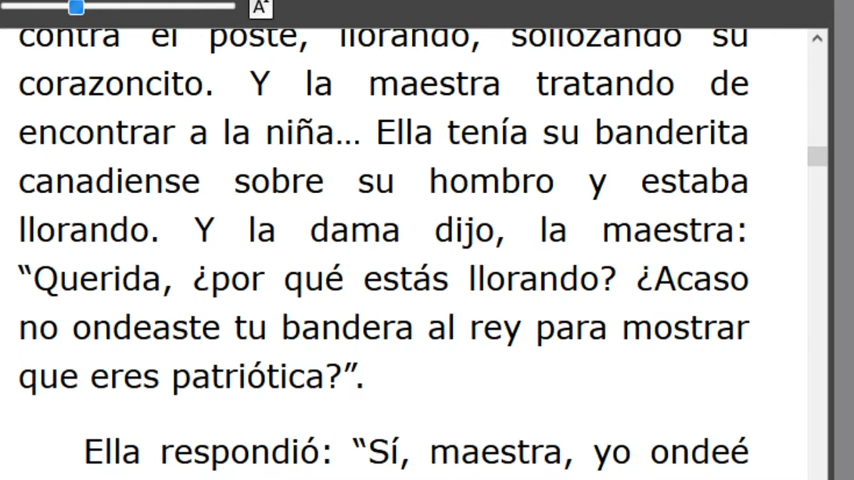 A
contra el poste, llorando, sollozando su
corazoncito. Y la maestra tratando de
encontrar a la niña... Ella tenía su banderita
canadiense sobre su hombro y estaba
llorando. Y la dama dijo, la maestra:
“Querida, ¿por qué estás llorando? ¿Acaso
no ondeaste tu bandera al rey para mostrar
que eres patriótica?”.
Ella respondió: “Sí, maestra, yo ondeé